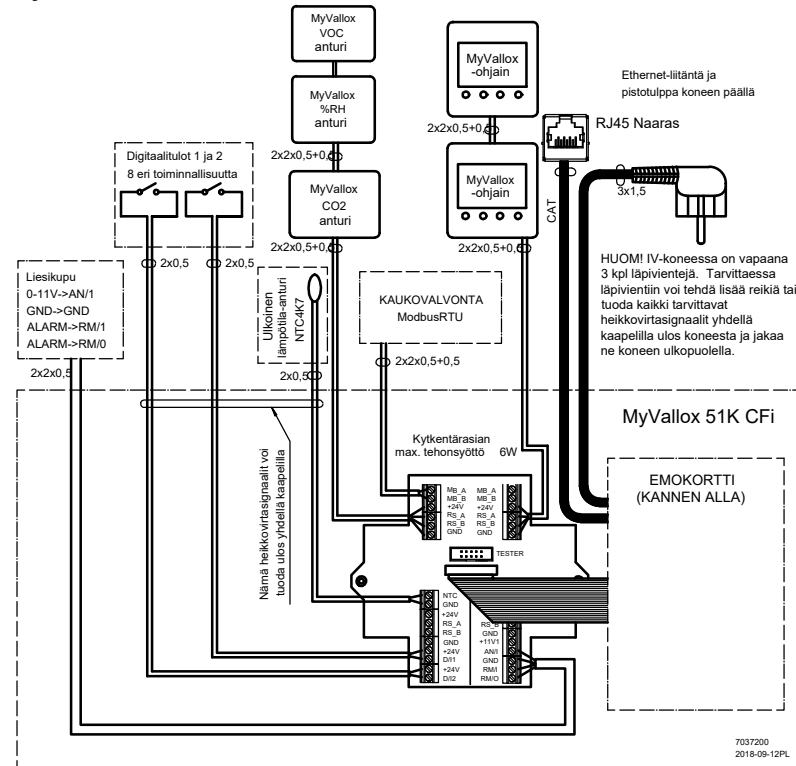 MyVallox
VOC
anturi
MyVallox
%RH
anturi
2x2x0,5+0,5
MyVallox
CO2
anturi
2x2x0,5+0,
MyVallox
-ohjain
2x2x0,5+0,
MyVallox
-ohjain
2x2x0,5+0,
Ethernet-liitäntä ja
pistotulppa koneen päällä
RJ45 Naaras
CAT
3x1,5
HUOM! IV-koneessa on vapaana
3 kpl läpivientejä. Tarvittaessa
läpivientiin voi tehdä lisää reikiä tai
tuoda kaikki tarvittavat
heikkovirtasignaalit yhdellä
kaapelilla ulos koneesta ja jakaa
ne koneen ulkopuolella.
Digitaalitulot 1 ja 2
8 eri toiminnallisuutta
2x0,5
2x0,5
Liesikupu
0-11V->AN/1
GND->GND
ALARM->RM/1
ALARM->RM/0
2x2x0,5
Ulkoinen
lämpötila-anturi
NTC4K7
2x0,5
KAUKOVALVONTA
ModbusRTU
2x2x0,5+0,5
Nämä heikkovirtasignaalit voi
tuoda ulos yhdellä kaapelilla
MyVallox 51K CFi
Kytkentärasian
max. tehonsyöttö 6W
EMOKORTTI
(KANNEN ALLA)
MB_A MB_A
MB_B MB_B
+24V +24V
RS_A RS_A
RS_B RS_B
GND GND
TESTER
NTC
GND
+24V
RS_A
RS_B RS_B
GND GND
+24V +11V1
D/I1 AN/I
+24V GND
D/I2 RM/I
RM/O
7037200
2018-09-12PL